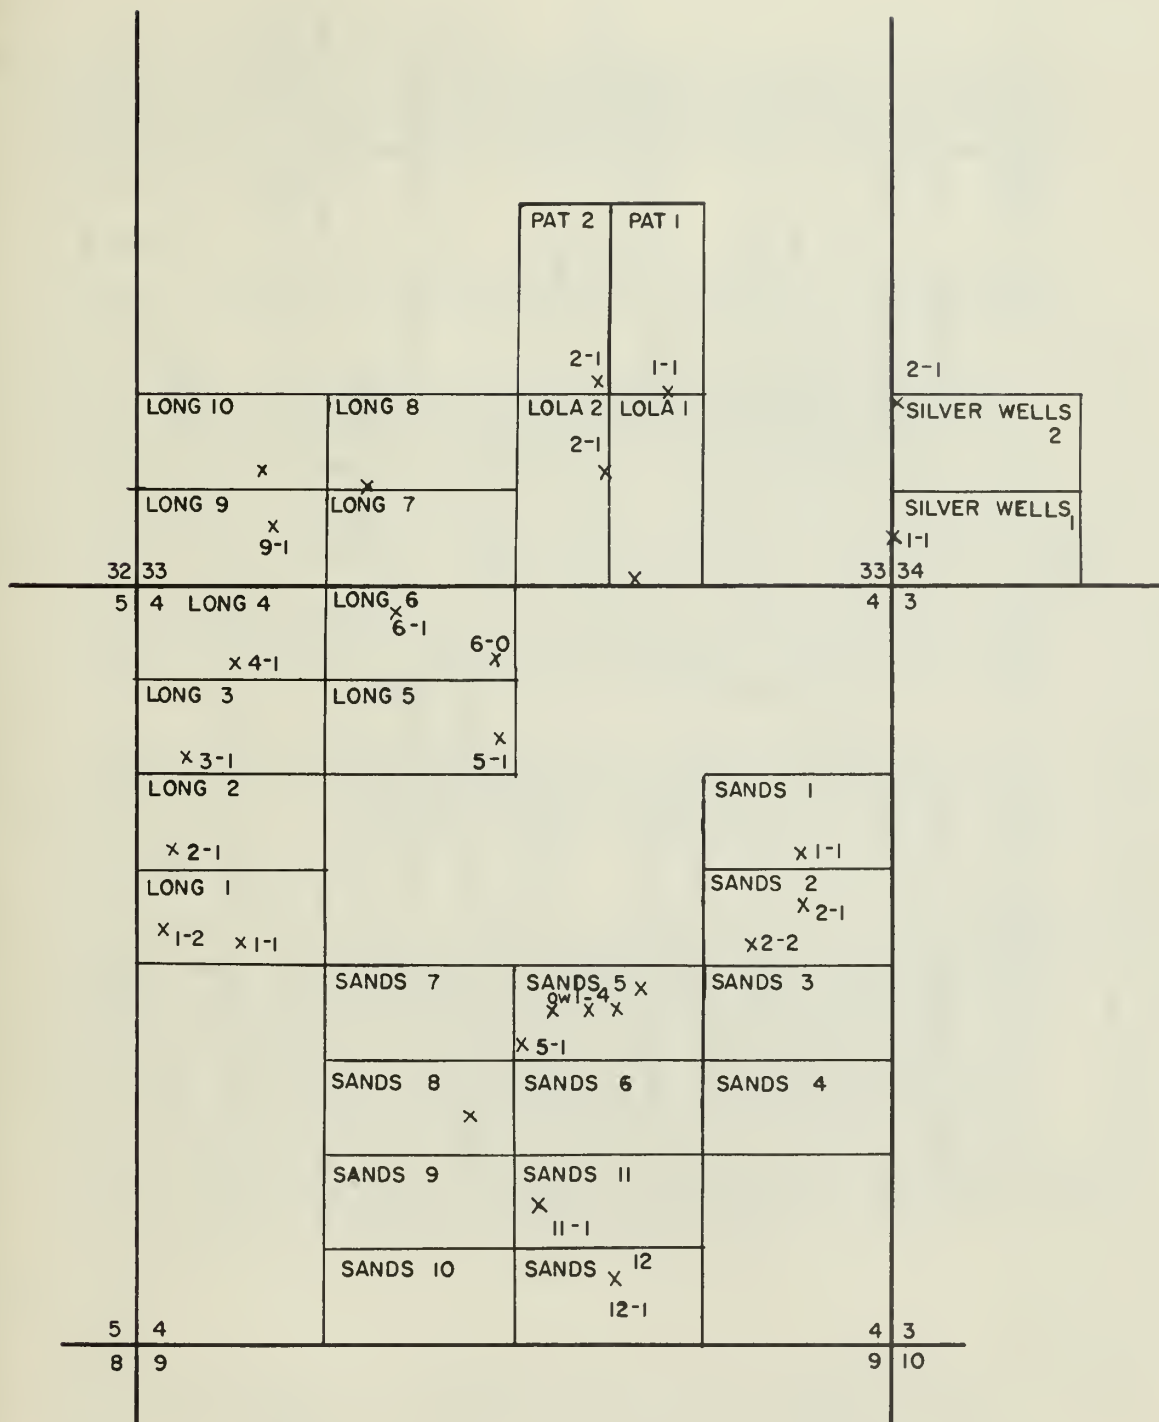 PAT 2 PAT 1
2-1 1-1
2-1
LONG 10 LONG 8 LOLA 2 LOLA 1 SILVER WELLS
2
2-1
LONG 9 LONG 7 SILVER WELLS
1
9-1 1-1
32 33 33 34
5 4 LONG 4 LONG 6 4 3
6-1
6-0
4-1
LONG 3 LONG 5
3-1 5-1
LONG 2 SANDS 1
2-1 1-1
LONG 1 SANDS 2
2-1
1-2 1-1 2-2
SANDS 7 SANDS 5 SANDS 3
OW 1-4
5-1
SANDS 8 SANDS 6 SANDS 4
SANDS 9 SANDS 11
11-1
SANDS 10 SANDS 12
12-1
5 4 4 3
8 9 9 10